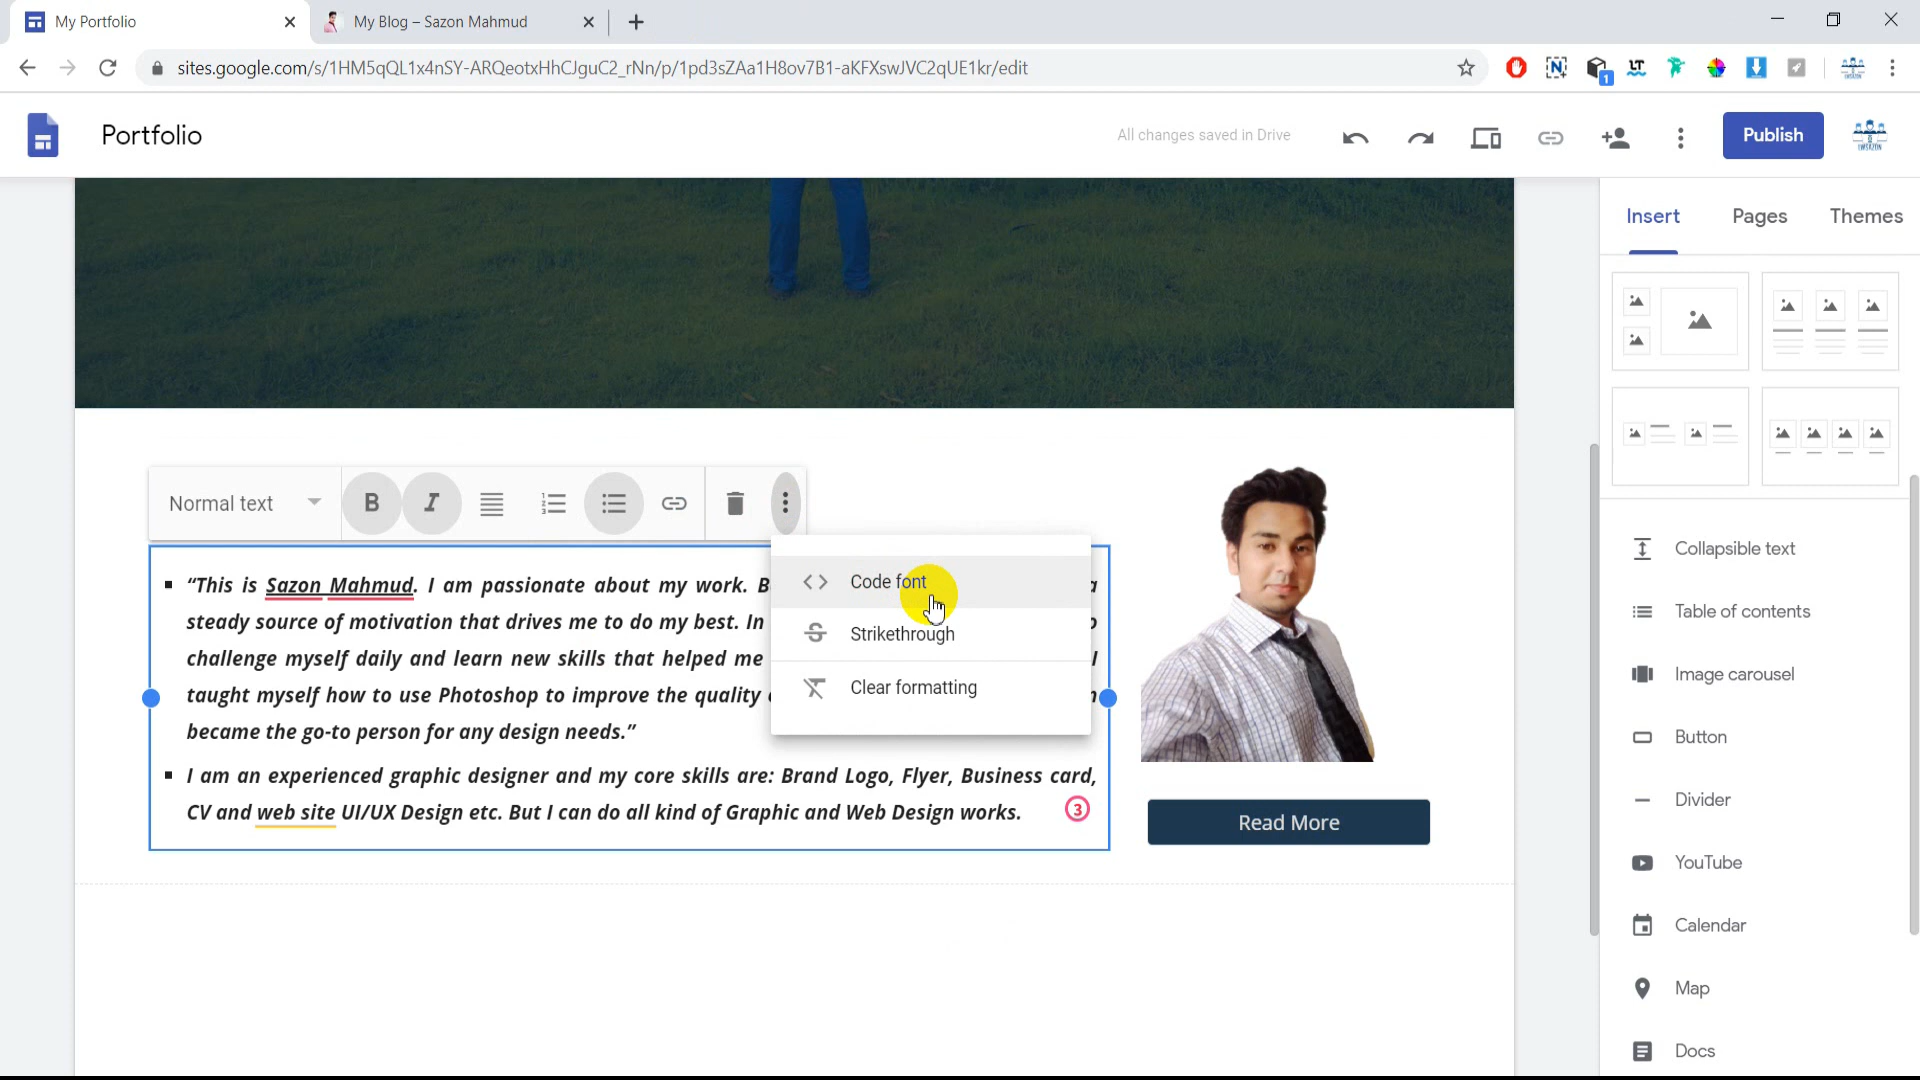 My Portfolio
My Blog – Sazon Mahmud
sites.google.com/s/1HM5qQL1x4nSY-ARQeotxHhCJguC2_rNn/p/1pd3sZAa1H8ov7B1-aKFXswJVC2qUE1kr/edit
1
Portfolio
All changes saved in Drive
Publish
Insert Pages Themes
Normal text B I
Code font
Strikethrough
Clear formatting
“This is Sazon Mahmud. I am passionate about my work. B a
steady source of motivation that drives me to do my best. In o
challenge myself daily and learn new skills that helped me I
taught myself how to use Photoshop to improve the quality n
became the go-to person for any design needs.”
I am an experienced graphic designer and my core skills are: Brand Logo, Flyer, Business card,
CV and web site UI/UX Design etc. But I can do all kind of Graphic and Web Design works.
3
Read More
Collapsible text
Table of contents
Image carousel
Button
Divider
YouTube
Calendar
Map
Docs